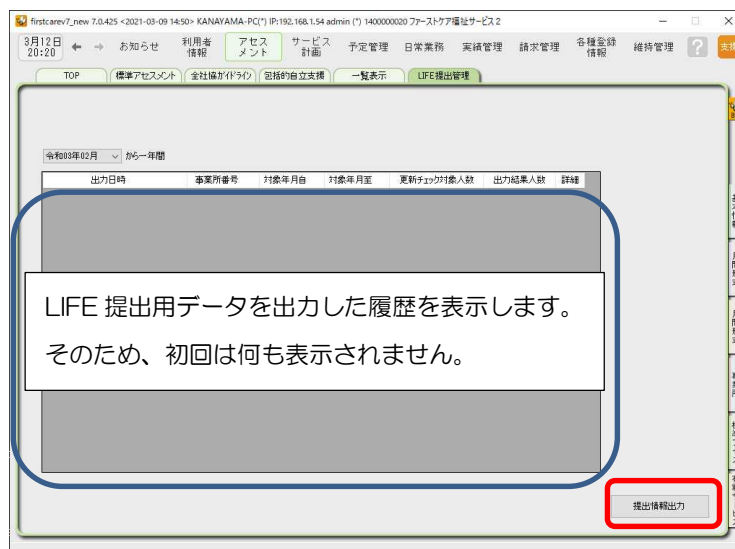 firstcarev7_new 7.0.425 <2021-03-09 14:50> KANAYAMA-PC(*) IP:192.168.1.54 admin (*) 1400000020 ファーストケア福祉サービス2
3月12日 20:20 ← → お知らせ 利用者情報 アセスメント サービス計画 予定管理 日常業務 実績管理 請求管理 各種登録情報 維持管理 ?
TOP 標準アセスメント 全社協ガイドライン 包括的自立支援 一覧表示 LIFE提出管理
令和03年02月 から一年間
出力日時 事業所番号 対象年月自 対象年月至 更新チェック対象人数 出力結果人数 詳細
LIFE 提出用データを出力した履歴を表示します。
そのため、初回は何も表示されません。
提出情報出力